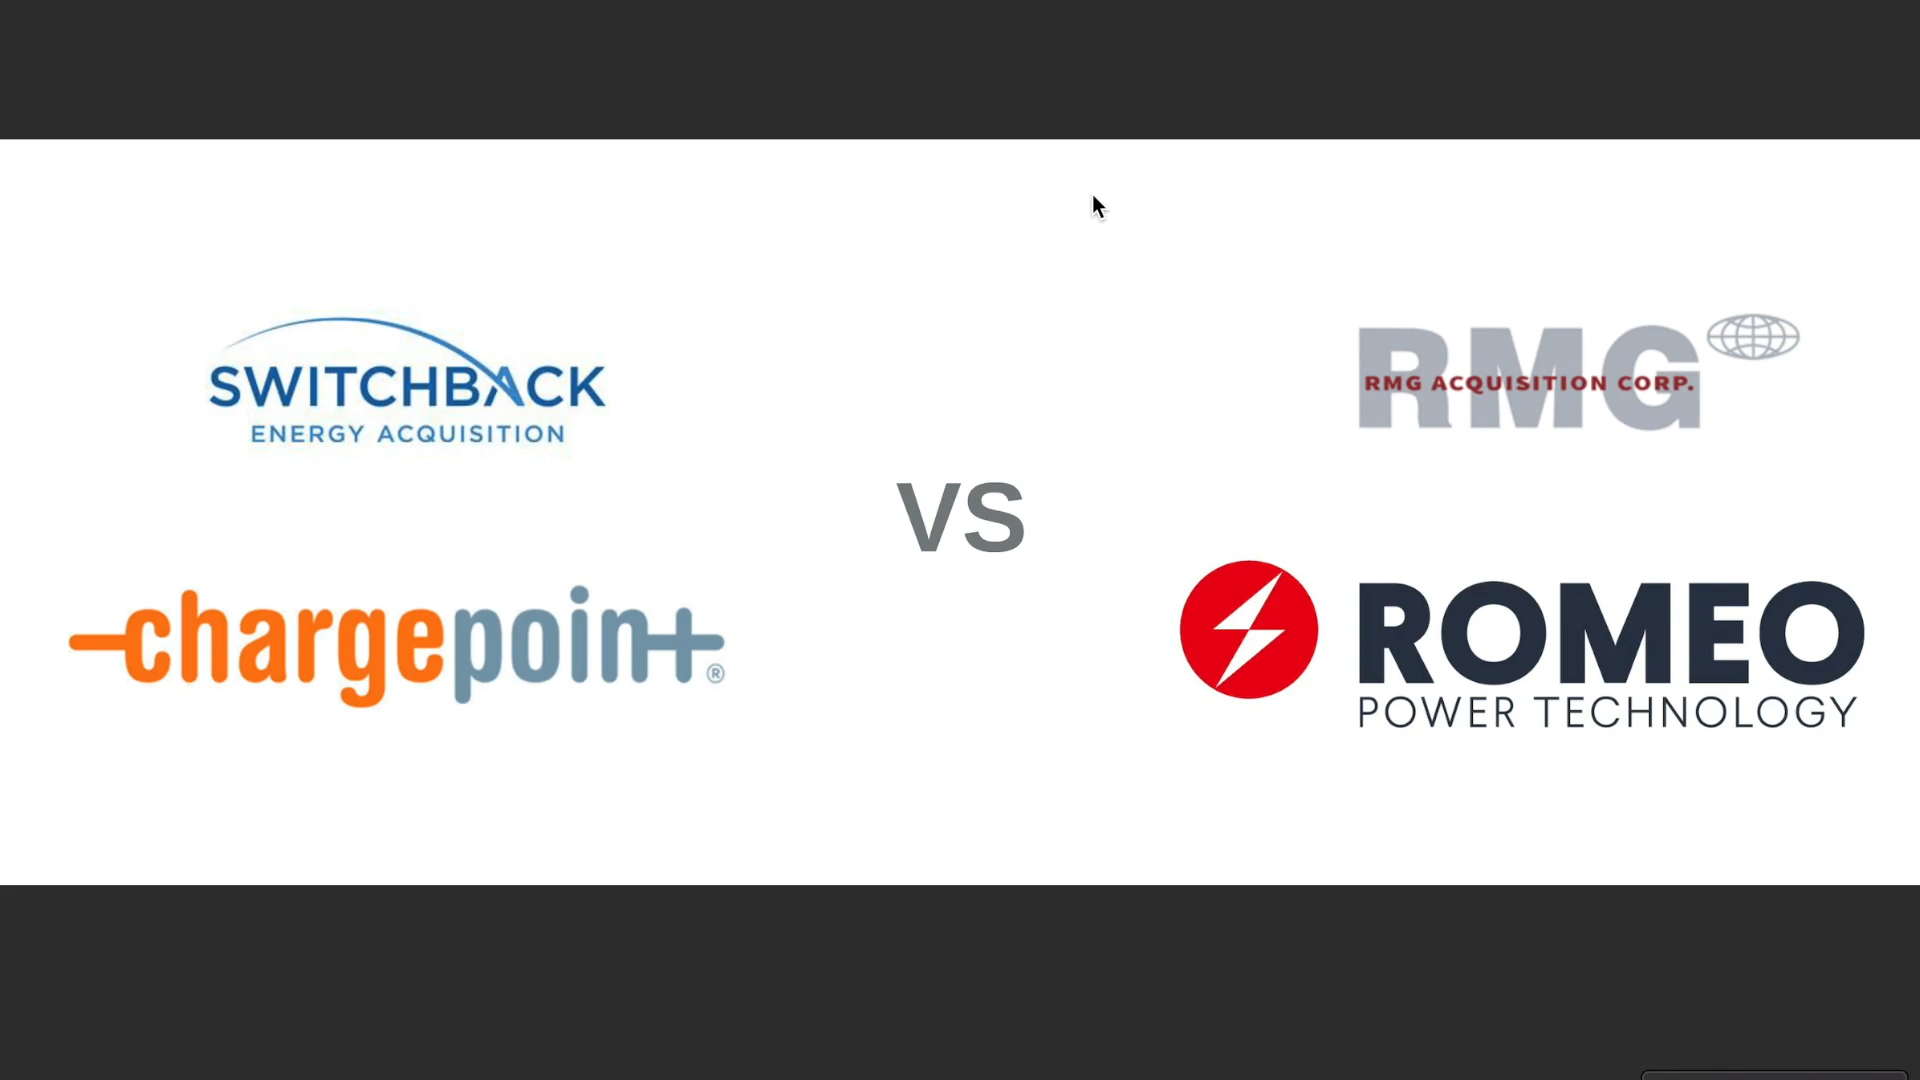 SWITCHBACK
ENERGY ACQUISITION
chargepoint®
VS
RMG
RMG ACQUISITION CORP.
ROMEO
POWER TECHNOLOGY